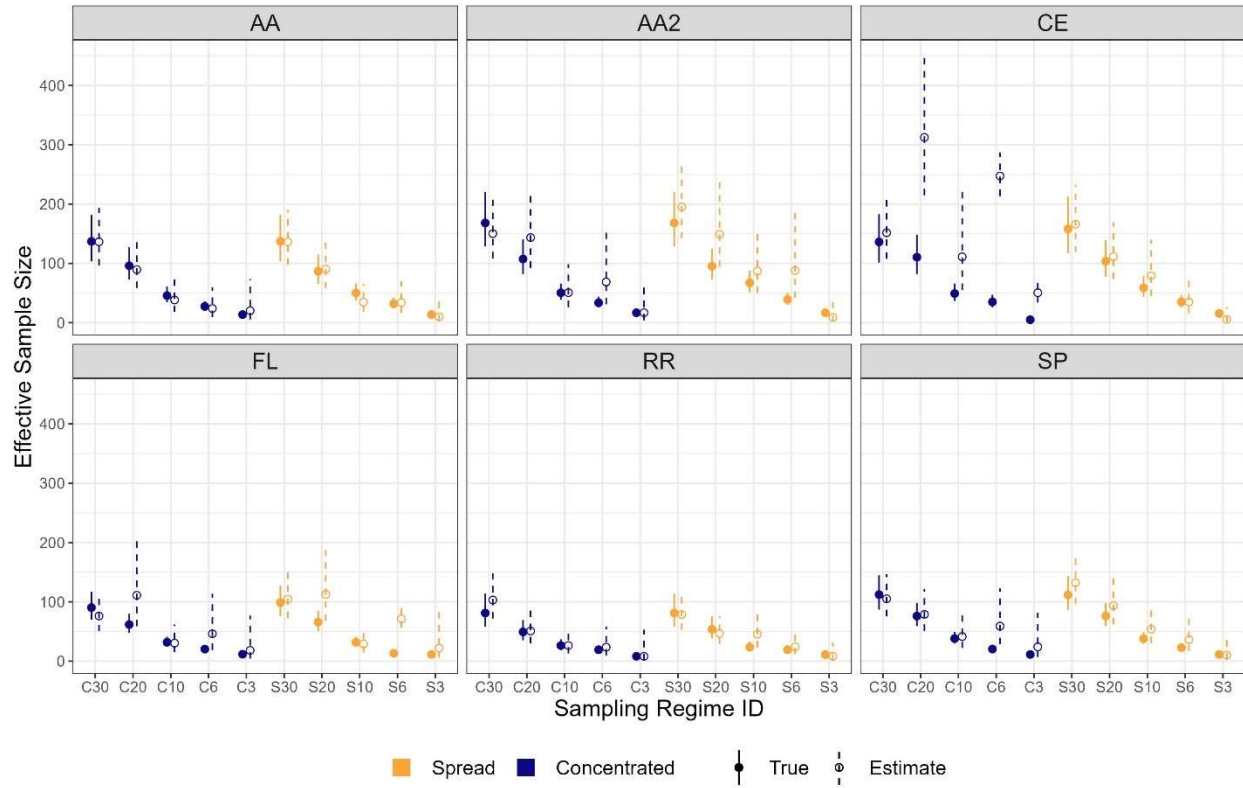 AA AA2 CE
400
300
200
100
0
FL RR SP
400
300
200
100
0
Effective Sample Size
C30 C20 C10 C6 C3 S30 S20 S10 S6 S3 C30 C20 C10 C6 C3 S30 S20 S10 S6 S3 C30 C20 C10 C6 C3 S30 S20 S10 S6 S3
Sampling Regime ID
Spread Concentrated True Estimate